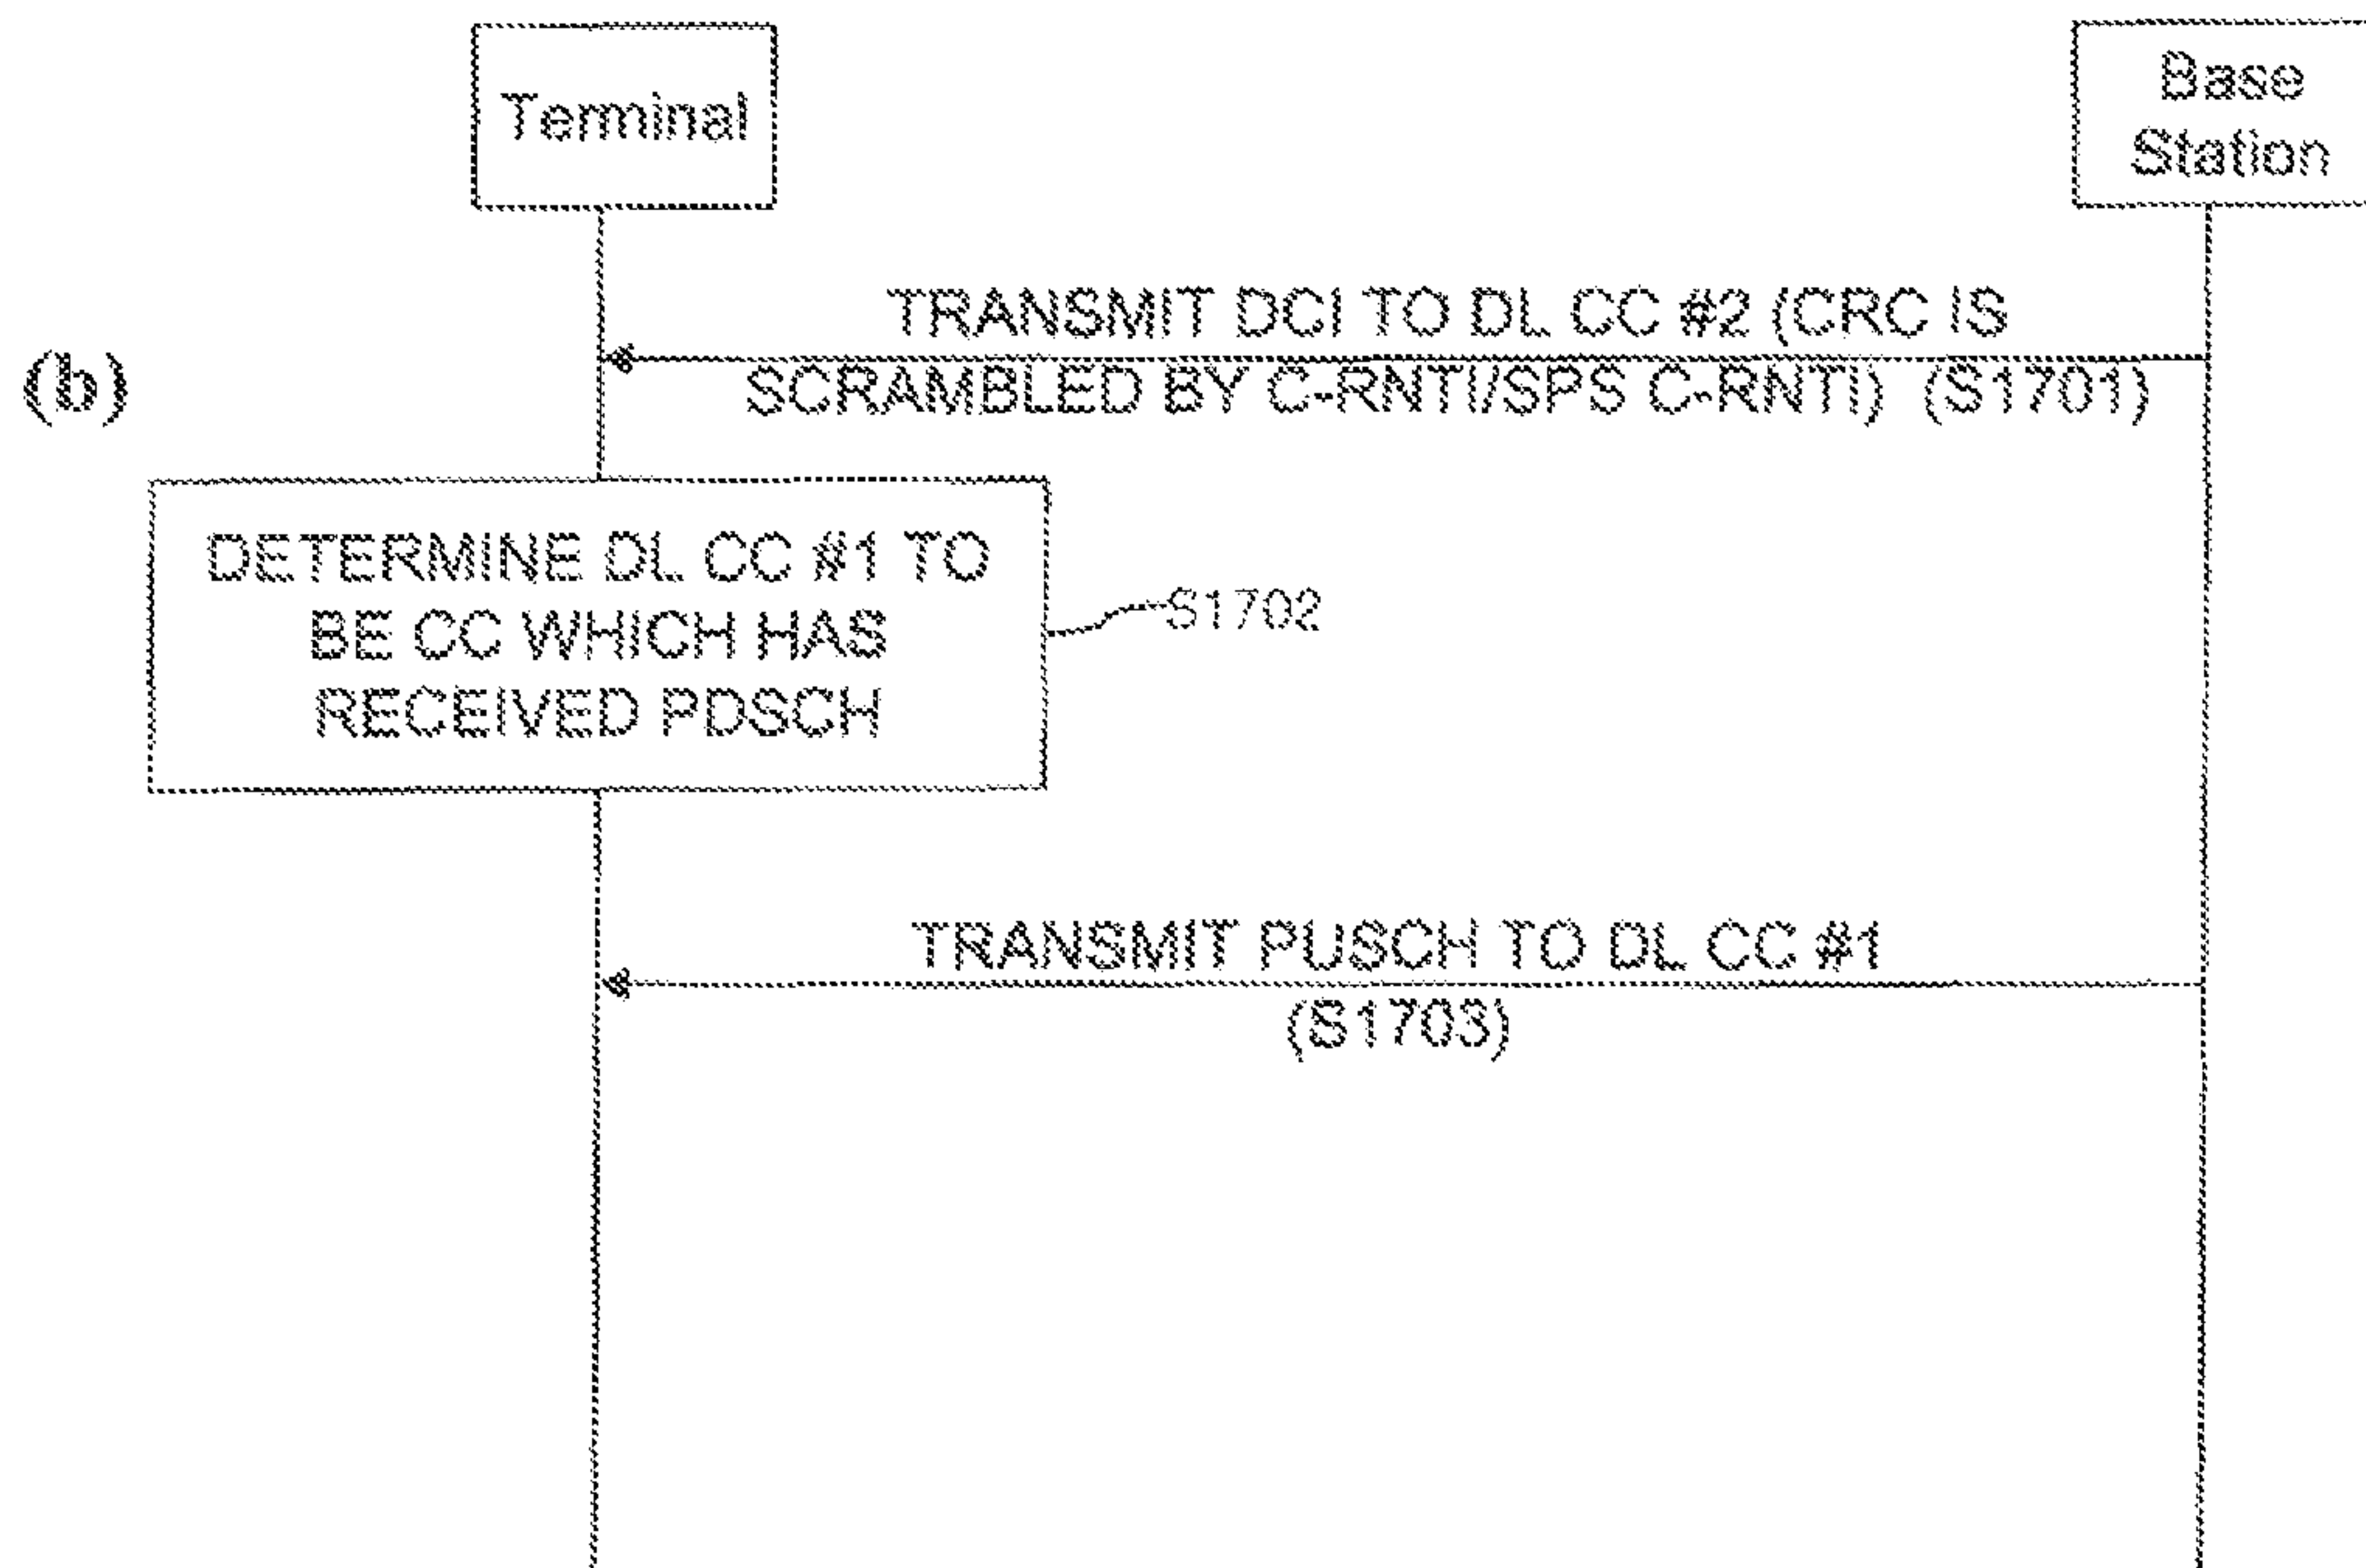 Terminal
Base
Station
TRANSMIT DCI TO DL CC #2 (CRC IS
SCRAMBLED BY C-RNTI/SPS C-RNTI) (S1701)
(b)
DETERMINE DL CC #1 TO
BE CC WHICH HAS
RECEIVED PDSCH
S1702
TRANSMIT PUSCH TO DL CC #1
(S1703)